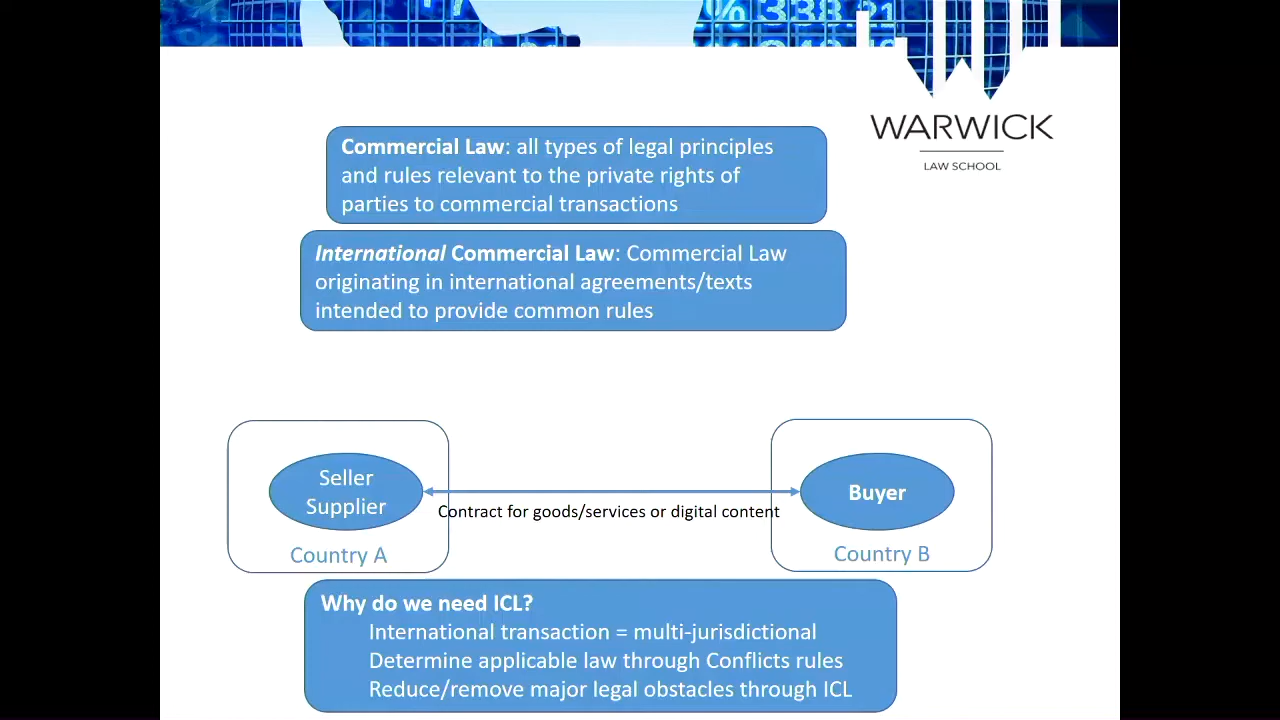 % 338.21
WARWICK
LAW SCHOOL
Commercial Law: all types of legal principles
and rules relevant to the private rights of
parties to commercial transactions
International Commercial Law: Commercial Law
originating in international agreements/texts
intended to provide common rules
Seller
Supplier
Country A
Contract for goods/services or digital content
Buyer
Country B
Why do we need ICL?
International transaction = multi-jurisdictional
Determine applicable law through Conflicts rules
Reduce/remove major legal obstacles through ICL